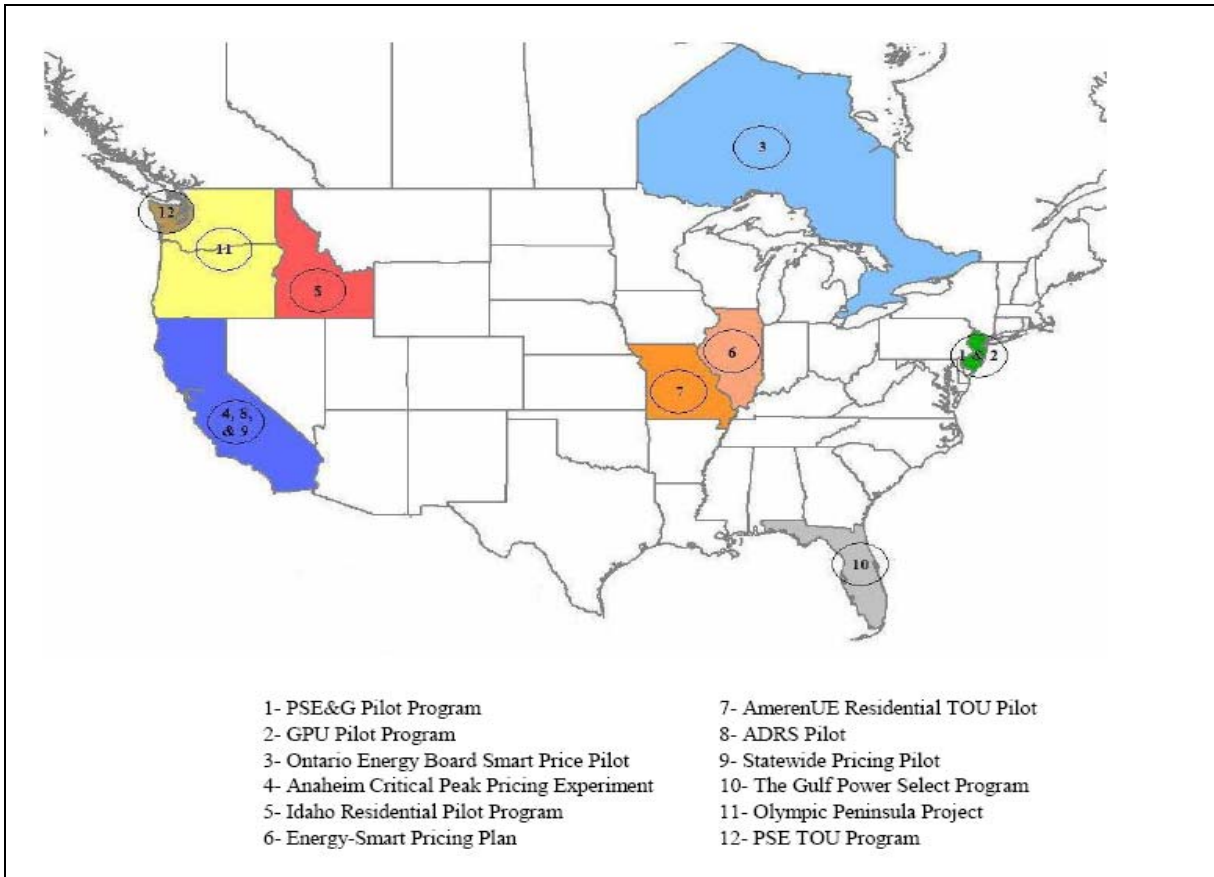 3
12
11
5
6
1 & 2
7
4, 8,
& 9
10
1- PSE&G Pilot Program
2- GPU Pilot Program
3- Ontario Energy Board Smart Price Pilot
4- Anaheim Critical Peak Pricing Experiment
5- Idaho Residential Pilot Program
6- Energy-Smart Pricing Plan
7- AmerenUE Residential TOU Pilot
8- ADRS Pilot
9- Statewide Pricing Pilot
10- The Gulf Power Select Program
11- Olympic Peninsula Project
12- PSE TOU Program